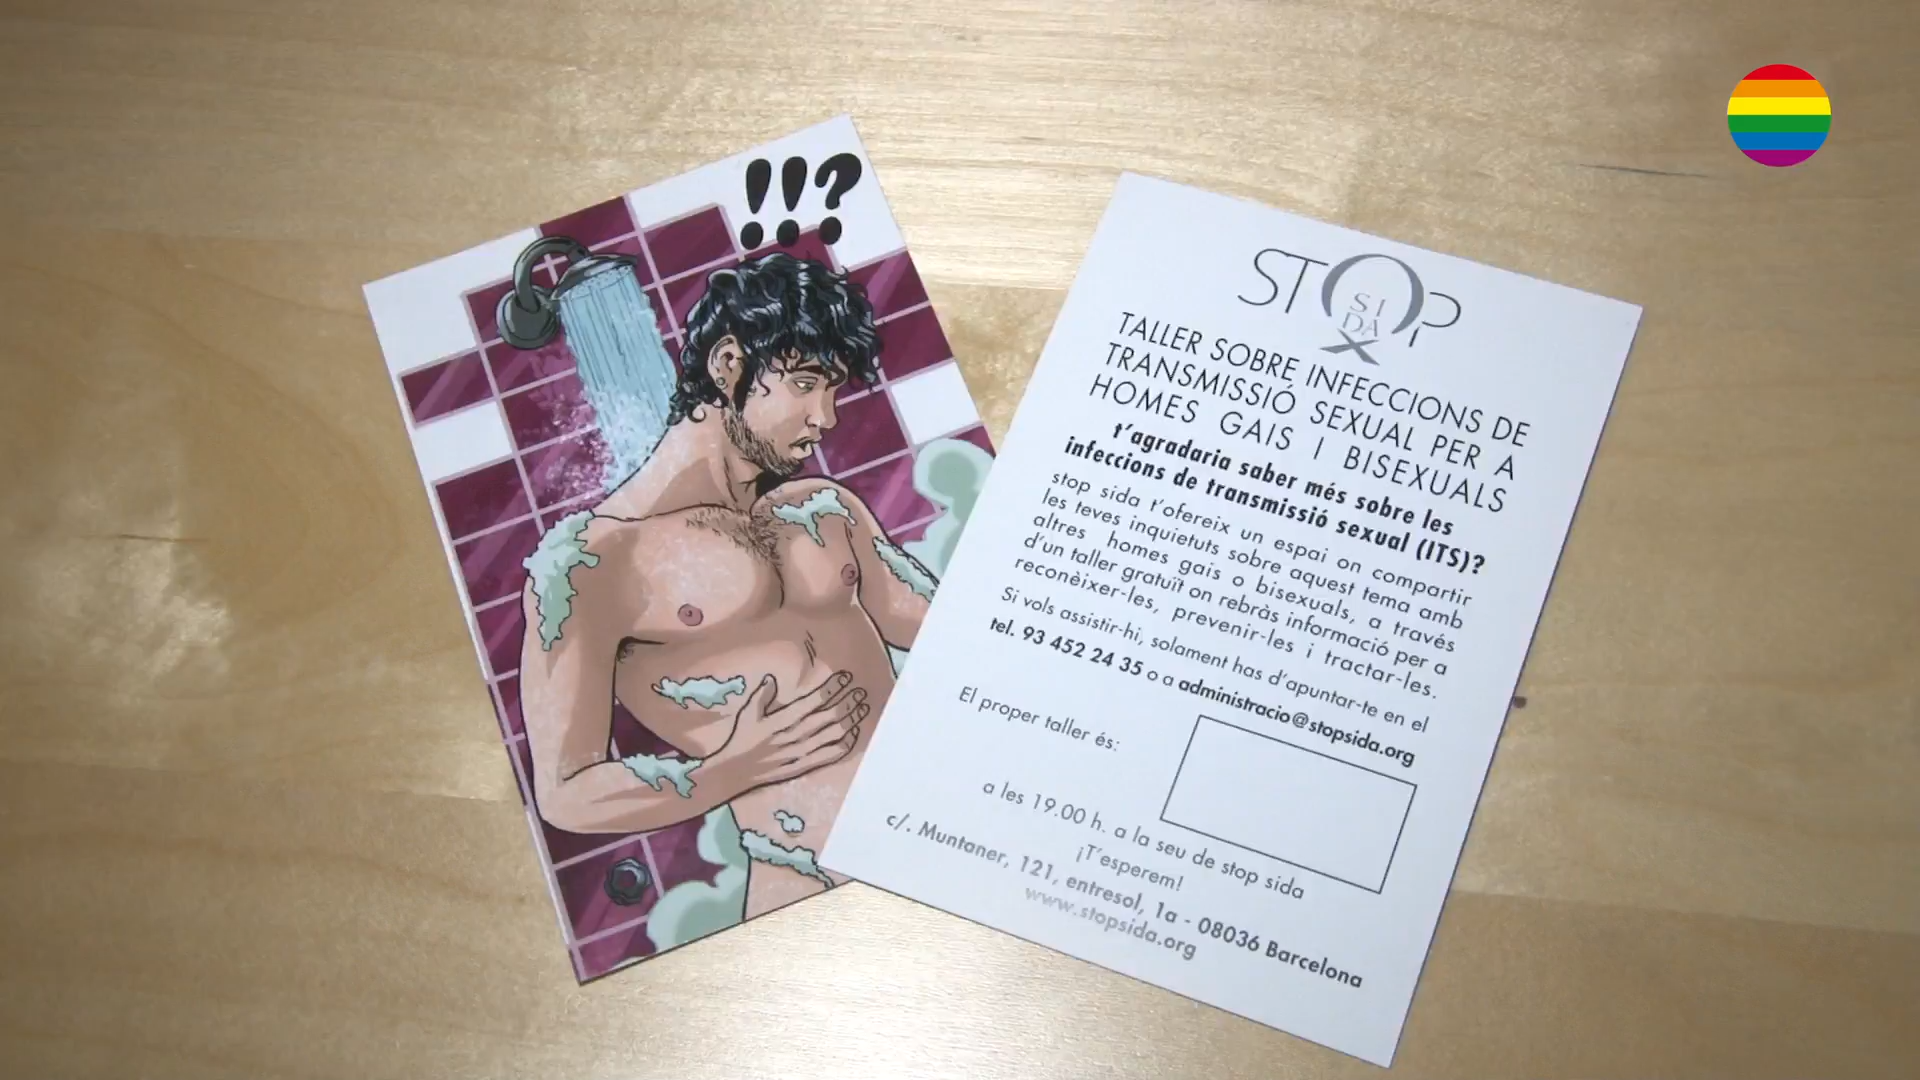 !!?
STOP
SI
DA
TALLER SOBRE INFECCIONS DE
TRANSMISSIÓ SEXUAL PER A
HOMES GAIS I BISEXUALS
t'agradaria saber més sobre les
infeccions de transmissió sexual (ITS)?
stop sida t'ofereix un espai on compartir
les teves inquietuts sobre aquest tema amb
altres homes gais o bisexuals, a través
d'un taller gratuït on rebràs informació per a
reconèixer-les, prevenir-les i tractar-les.
Si vols assistir-hi, solament has d'apuntar-te en el
tel. 93 452 24 35 o a administracio@stopsida.org
El proper taller és:
a les 19.00 h. a la seu de stop sida
¡T'esperem!
c/. Muntaner, 121, entresol, 1a - 08036 Barcelona
www.stopsida.org